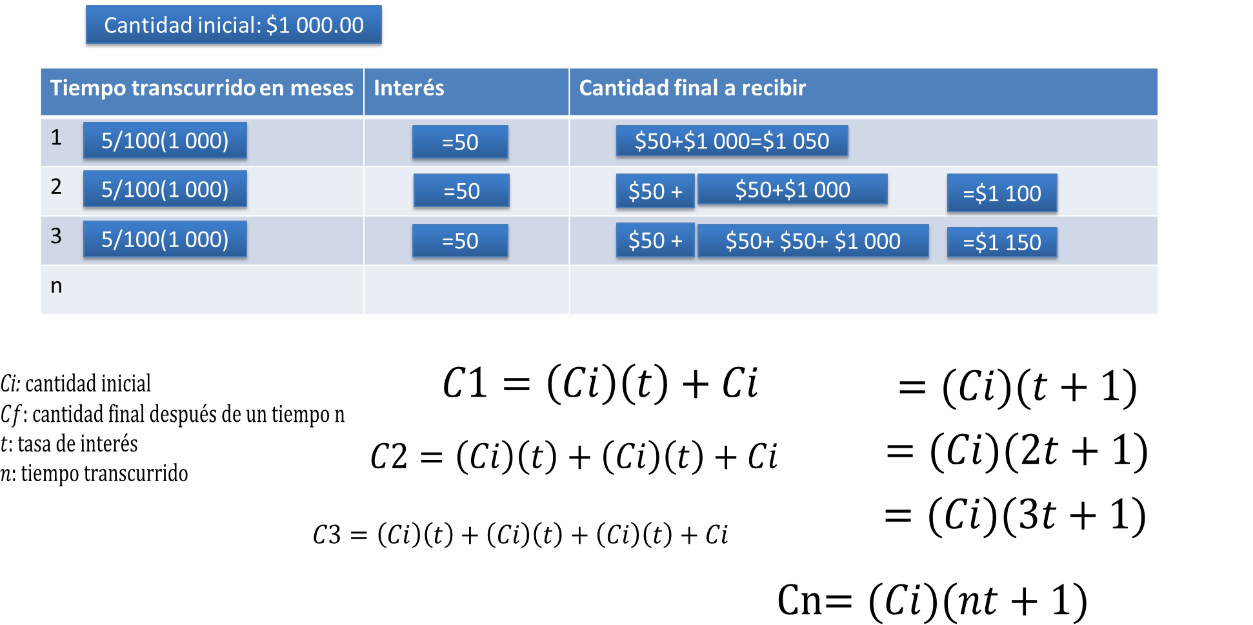 Cantidad inicial: $1 000.00
Tiempo transcurrido en meses Interés Cantidad final a recibir
1 5/100(1 000) =50 $50+$1 000=$1 050
2 5/100(1 000) =50 $50 + $50+$1 000 =$1 100
3 5/100(1 000) =50 $50 + $50+ $50+ $1 000 =$1 150
n
Ci: cantidad inicial
Cf: cantidad final después de un tiempo n
t: tasa de interés
n: tiempo transcurrido
C1 = (Ci)(t) + Ci = (Ci)(t + 1)
C2 = (Ci)(t) + (Ci)(t) + Ci = (Ci)(2t + 1)
C3 = (Ci)(t) + (Ci)(t) + (Ci)(t) + Ci = (Ci)(3t + 1)
Cn= (Ci)(nt + 1)